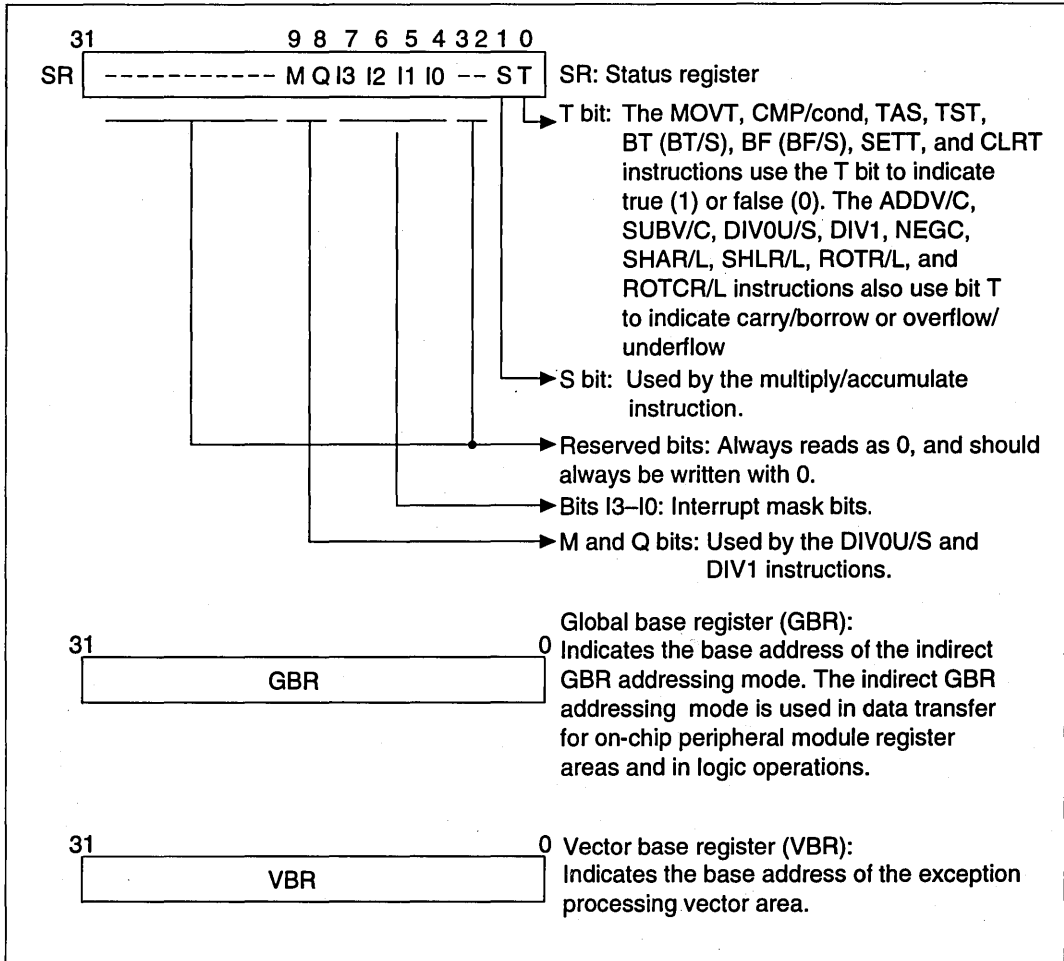 31 9 8 7 6 5 4 3 2 1 0
SR ----------- M Q I3 I2 I1 I0 -- S T SR: Status register
T bit: The MOVT, CMP/cond, TAS, TST,
BT (BT/S), BF (BF/S), SETT, and CLRT
instructions use the T bit to indicate
true (1) or false (0). The ADDV/C,
SUBV/C, DIV0U/S, DIV1, NEGC,
SHAR/L, SHLR/L, ROTR/L, and
ROTCR/L instructions also use bit T
to indicate carry/borrow or overflow/
underflow
S bit: Used by the multiply/accumulate
instruction.
Reserved bits: Always reads as 0, and should
always be written with 0.
Bits I3–I0: Interrupt mask bits.
M and Q bits: Used by the DIV0U/S and
DIV1 instructions.
Global base register (GBR):
31 0 Indicates the base address of the indirect
GBR GBR addressing mode. The indirect GBR
addressing mode is used in data transfer
for on-chip peripheral module register
areas and in logic operations.
31 0 Vector base register (VBR):
VBR Indicates the base address of the exception
processing vector area.